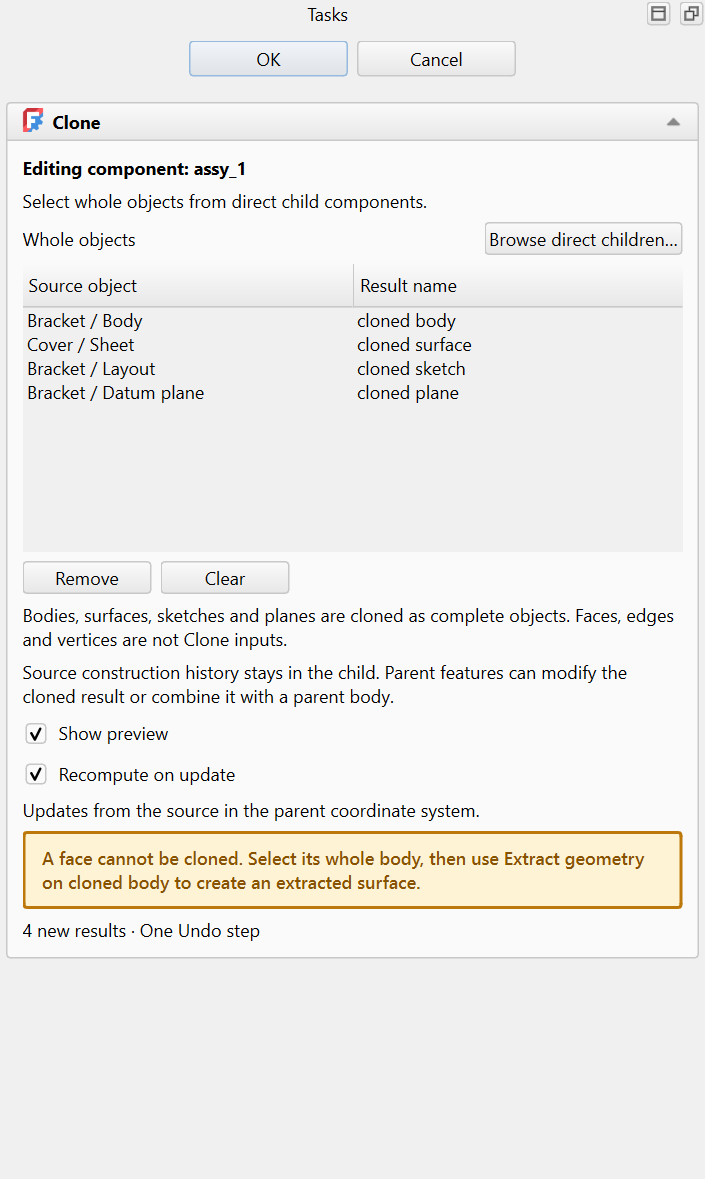 Tasks
OK Cancel
Clone
Editing component: assy_1
Select whole objects from direct child components.
Whole objects Browse direct children...
Source object Result name
Bracket / Body cloned body
Cover / Sheet cloned surface
Bracket / Layout cloned sketch
Bracket / Datum plane cloned plane
Remove Clear
Bodies, surfaces, sketches and planes are cloned as complete objects. Faces, edges
and vertices are not Clone inputs.
Source construction history stays in the child. Parent features can modify the
cloned result or combine it with a parent body.
Show preview
Recompute on update
Updates from the source in the parent coordinate system.
A face cannot be cloned. Select its whole body, then use Extract geometry
on cloned body to create an extracted surface.
4 new results · One Undo step